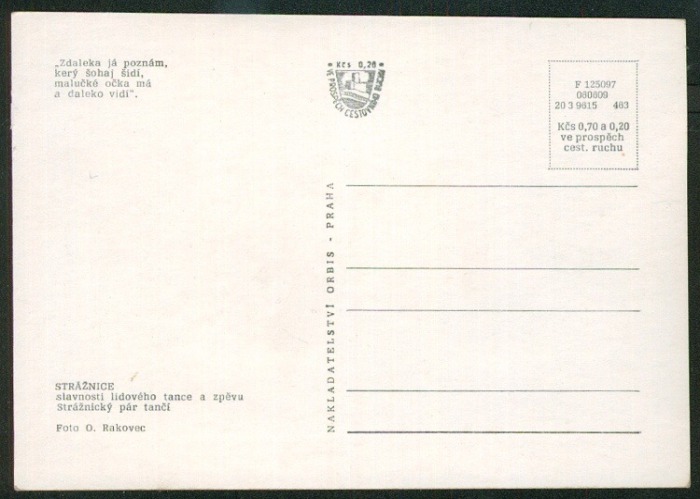 „Zdaleka já poznám,
kerý šohaj šidí,
malučké očka má
a daleko vidí".
* Kčs 0,20 *
VE PROSPĚCH CESTOVNÍHO RUCHU
F 125097
080809
20 3 9615 463
Kčs 0,70 a 0,20
ve prospěch
cest. ruchu
NAKLADATELSTVÍ ORBIS - PRAHA
STRÁŽNICE
slavnosti lidového tance a zpěvu
Strážnický pár tančí
Foto O. Rakovec